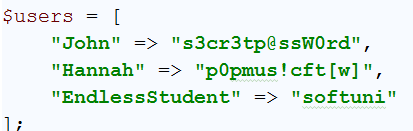 $users = [
    "John" => "s3cr3tp@ssW0rd",
    "Hannah" => "p0pmus!cft[w]",
    "EndlessStudent" => "softuni"
];